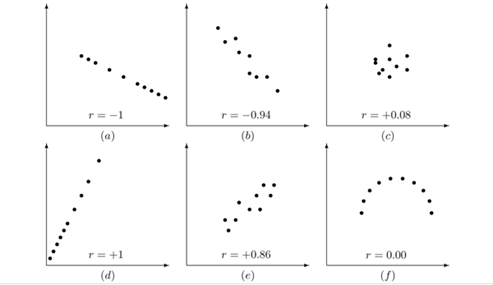 r = −1
r = −0.94
r = +0.08
(a)
(b)
(c)
r = +1
r = +0.86
r = 0.00
(d)
(e)
(f)